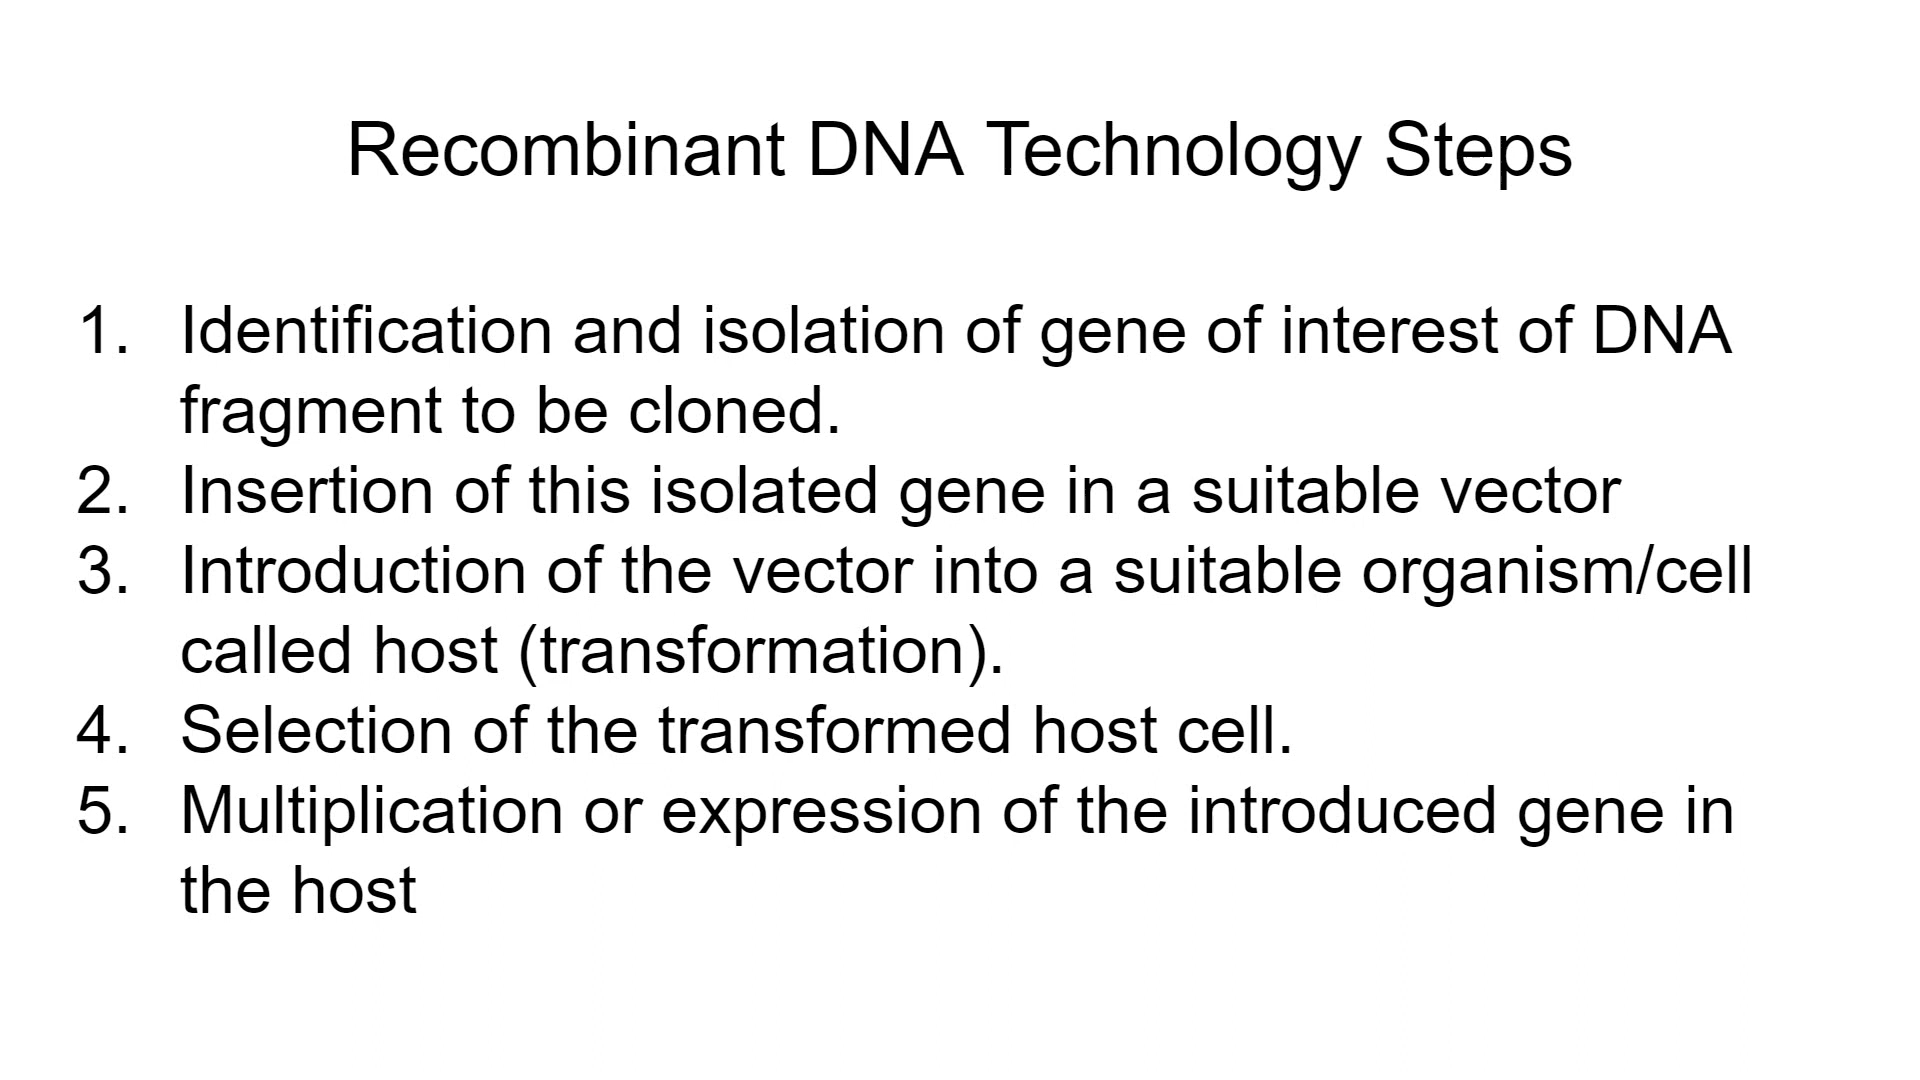 Recombinant DNA Technology Steps
1. Identification and isolation of gene of interest of DNA
fragment to be cloned.
2. Insertion of this isolated gene in a suitable vector
3. Introduction of the vector into a suitable organism/cell
called host (transformation).
4. Selection of the transformed host cell.
5. Multiplication or expression of the introduced gene in
the host